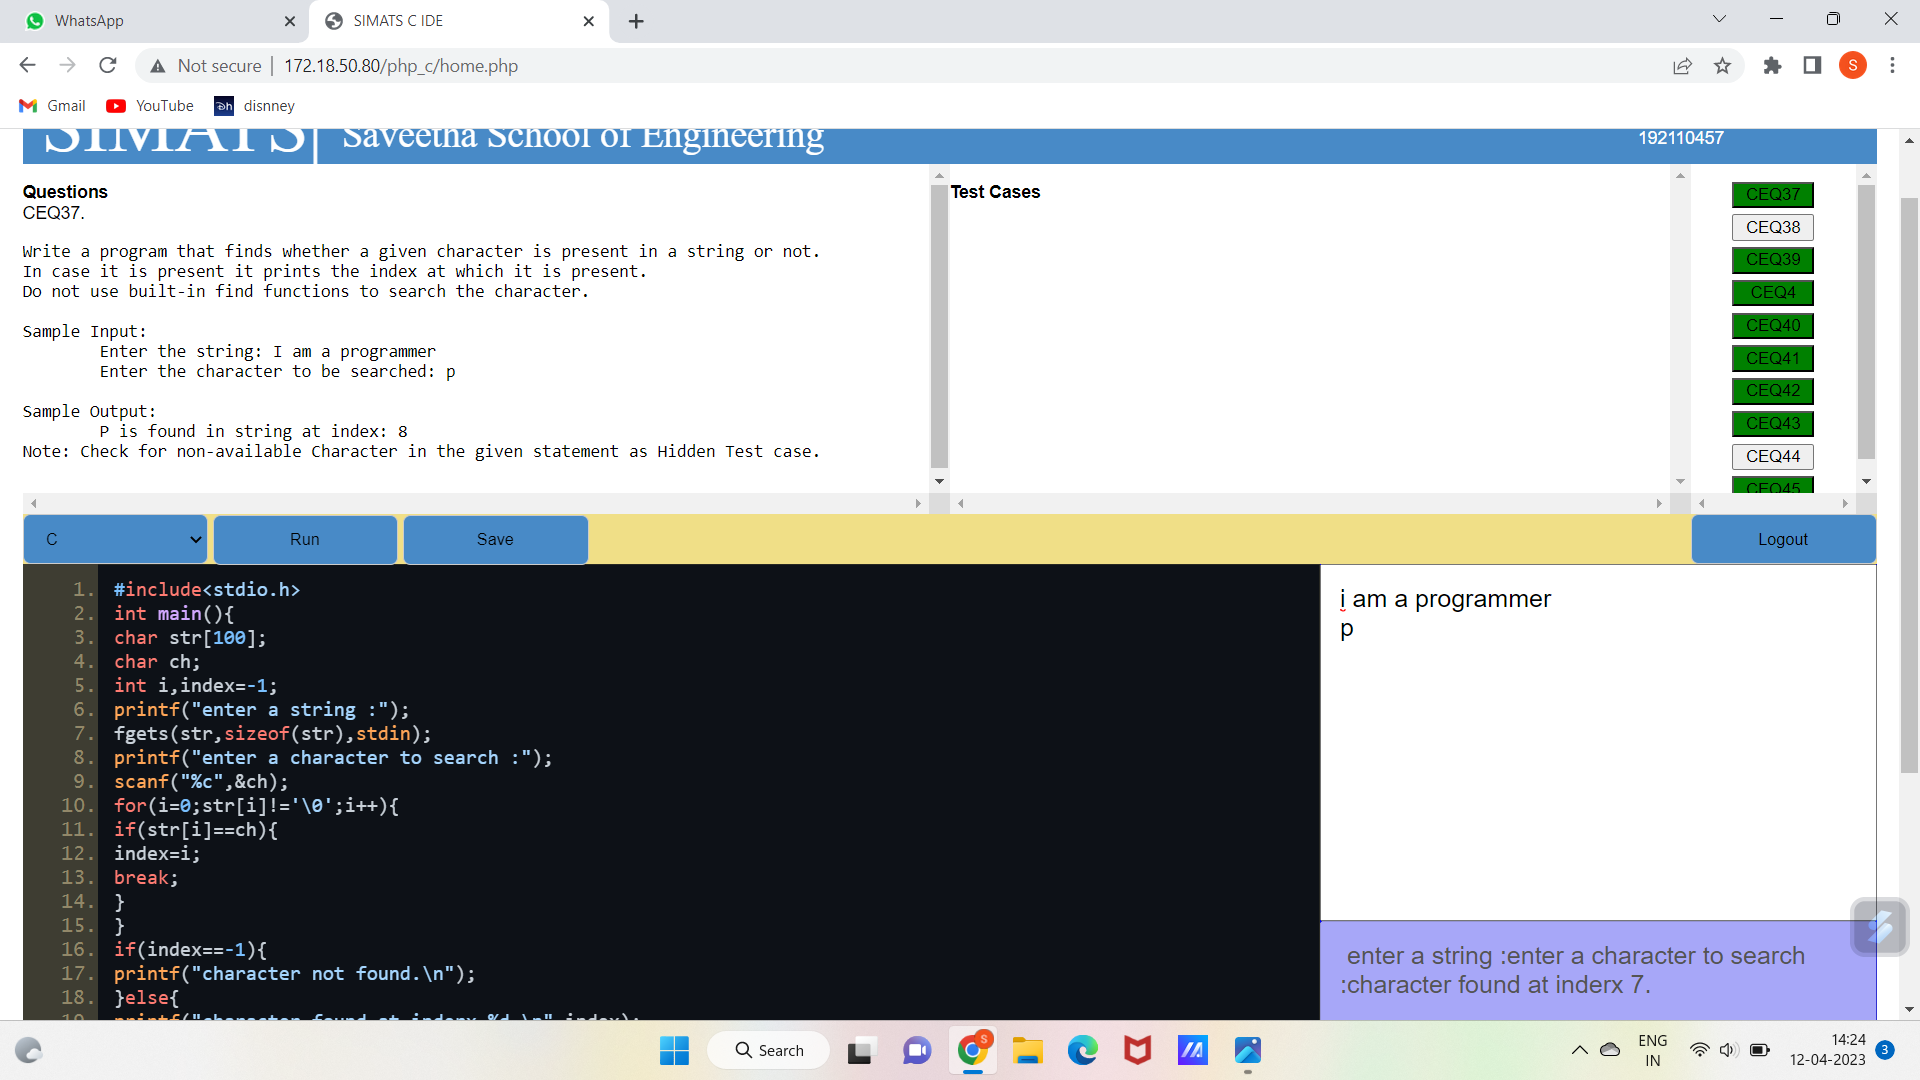 WhatsApp
SIMATS C IDE
Not secure
172.18.50.80/php_c/home.php
S
Gmail
YouTube
disnney
SIMATS
Saveetha School of Engineering
192110457
Questions
CEQ37.
Write a program that finds whether a given character is present in a string or not.
In case it is present it prints the index at which it is present.
Do not use built-in find functions to search the character.
Sample Input:
Enter the string: I am a programmer
Enter the character to be searched: p
Sample Output:
P is found in string at index: 8
Note: Check for non-available Character in the given statement as Hidden Test case.
Test Cases
CEQ37
CEQ38
CEQ39
CEQ4
CEQ40
CEQ41
CEQ42
CEQ43
CEQ44
CEQ45
C
Run
Save
Logout
1. #include<stdio.h>
2. int main(){
3. char str[100];
4. char ch;
5. int i,index=-1;
6. printf("enter a string :");
7. fgets(str,sizeof(str),stdin);
8. printf("enter a character to search :");
9. scanf("%c",&ch);
10. for(i=0;str[i]!='\0';i++){
11. if(str[i]==ch){
12. index=i;
13. break;
14. }
15. }
16. if(index==-1){
17. printf("character not found.\n");
18. }else{
19. printf("character found at inderx %d.\n",index);
i am a programmer
p
enter a string :enter a character to search
:character found at inderx 7.
Search
S
ENG
IN
14:24
12-04-2023
3